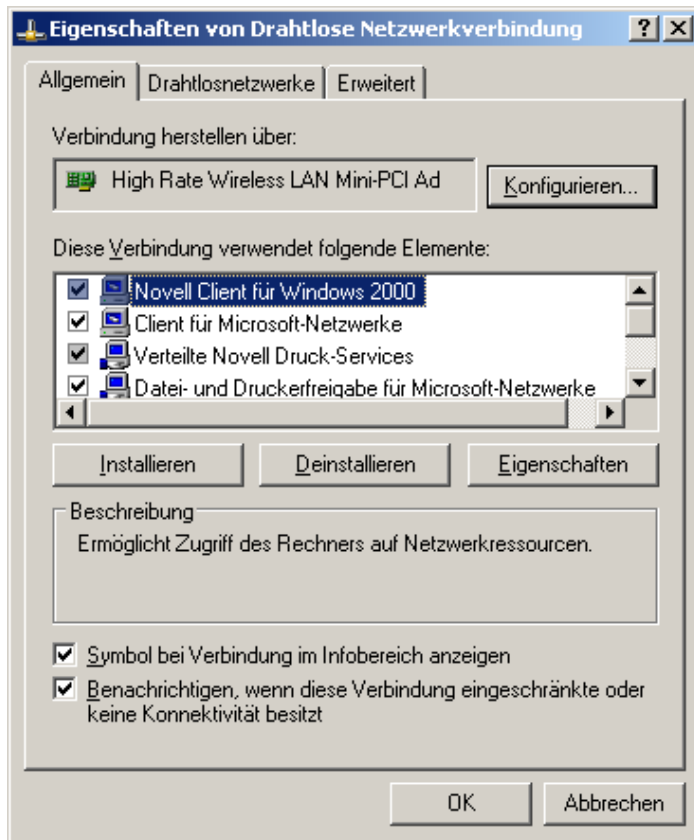 Eigenschaften von Drahtlose Netzwerkverbindung
Allgemein Drahtlosnetzwerke Erweitert
Verbindung herstellen über:
High Rate Wireless LAN Mini-PCI Ad Konfigurieren...
Diese Verbindung verwendet folgende Elemente:
Novell Client für Windows 2000
Client für Microsoft-Netzwerke
Verteilte Novell Druck-Services
Datei- und Druckerfreigabe für Microsoft-Netzwerke
Installieren Deinstallieren Eigenschaften
Beschreibung
Ermöglicht Zugriff des Rechners auf Netzwerkressourcen.
Symbol bei Verbindung im Infobereich anzeigen
Benachrichtigen, wenn diese Verbindung eingeschränkte oder
keine Konnektivität besitzt
OK Abbrechen